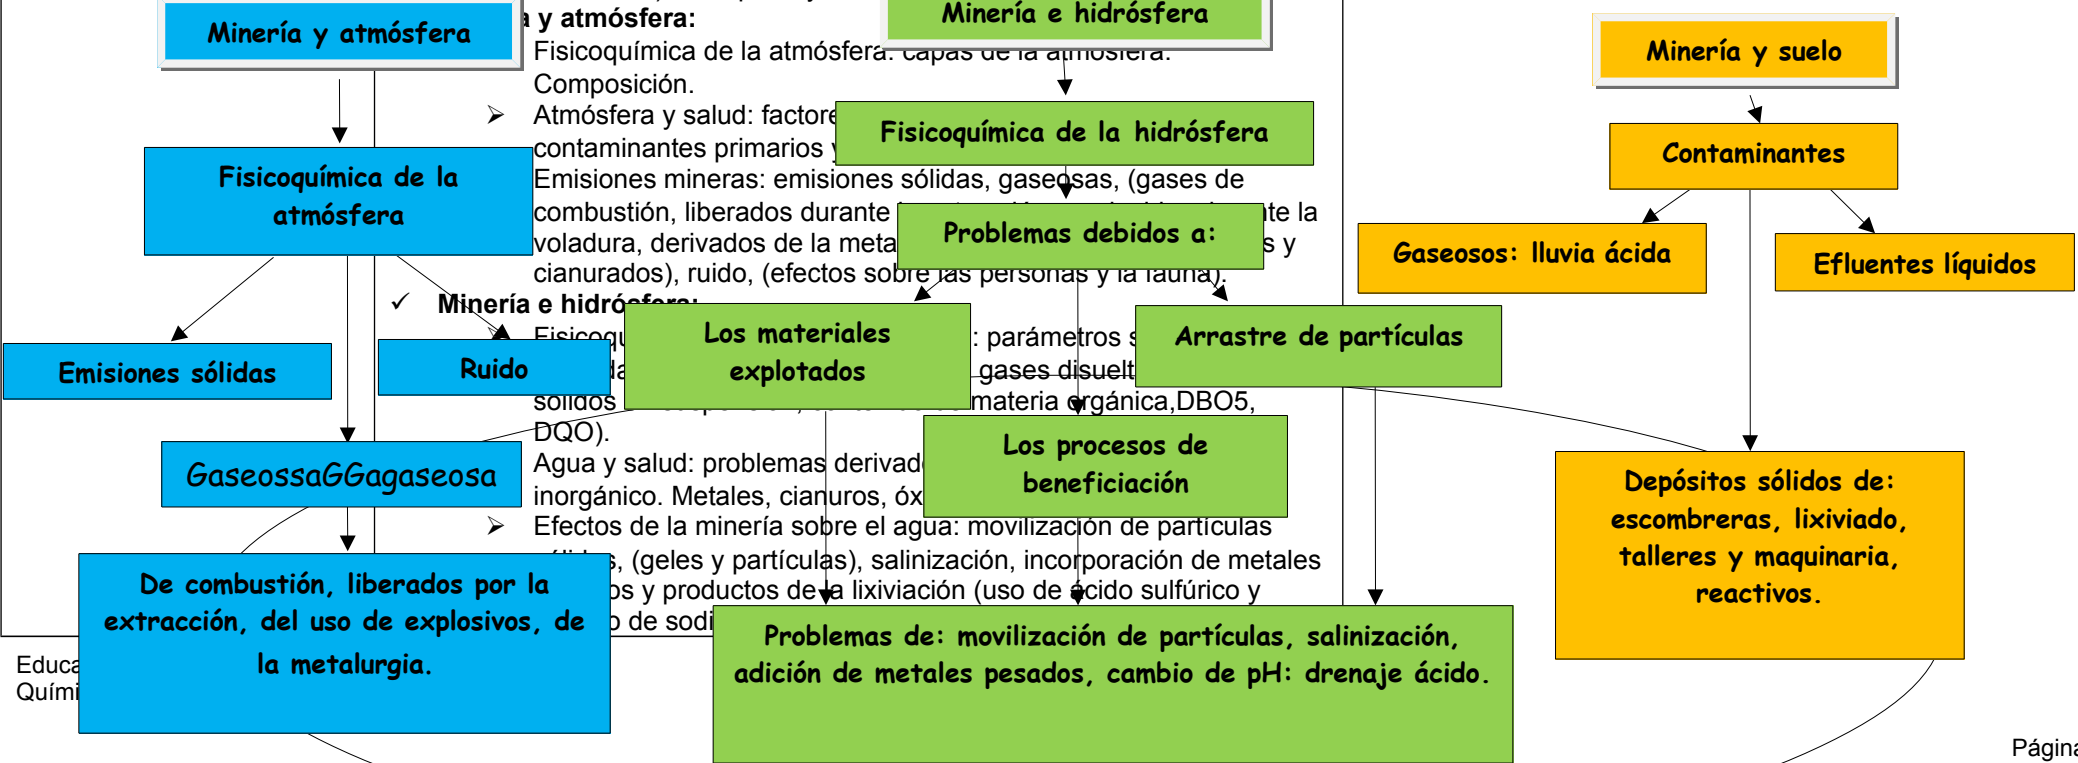 Minería y atmósfera
Minería e hidrósfera
Minería y suelo
y atmósfera:
Fisicoquímica de la atmósfera: capas de la atmósfera.
Composición.
Atmósfera y salud:
contaminantes primarios
Emisiones mineras: emisiones sólidas, gaseosas, (gases de
combustión, liberados durante la
voladura, derivados de la s y
cianurados), ruido, (efectos sobre las personas y la fauna).
✓ Minería e hidrósfera:
: parámetros
gases
materia orgánica,DBO5,
DQO).
Agua y salud: problemas
inorgánico. Metales, cianuros,
Efectos de la minería sobre el agua: movilización de partículas
, (geles y partículas), salinización, incorporación de metales
y productos de la lixiviación (uso de ácido sulfúrico y
de
Fisicoquímica de la
atmósfera
Emisiones sólidas
Ruido
GaseossaGGagaseosa
De combustión, liberados por la
extracción, del uso de explosivos, de
la metalurgia.
Fisicoquímica de la hidrósfera
Problemas debidos a:
Los materiales
explotados
Arrastre de partículas
Los procesos de
beneficiación
Problemas de: movilización de partículas, salinización,
adición de metales pesados, cambio de pH: drenaje ácido.
Contaminantes
Gaseosos: lluvia ácida
Efluentes líquidos
Depósitos sólidos de:
escombreras, lixiviado,
talleres y maquinaria,
reactivos.
Educa
Quími
Página